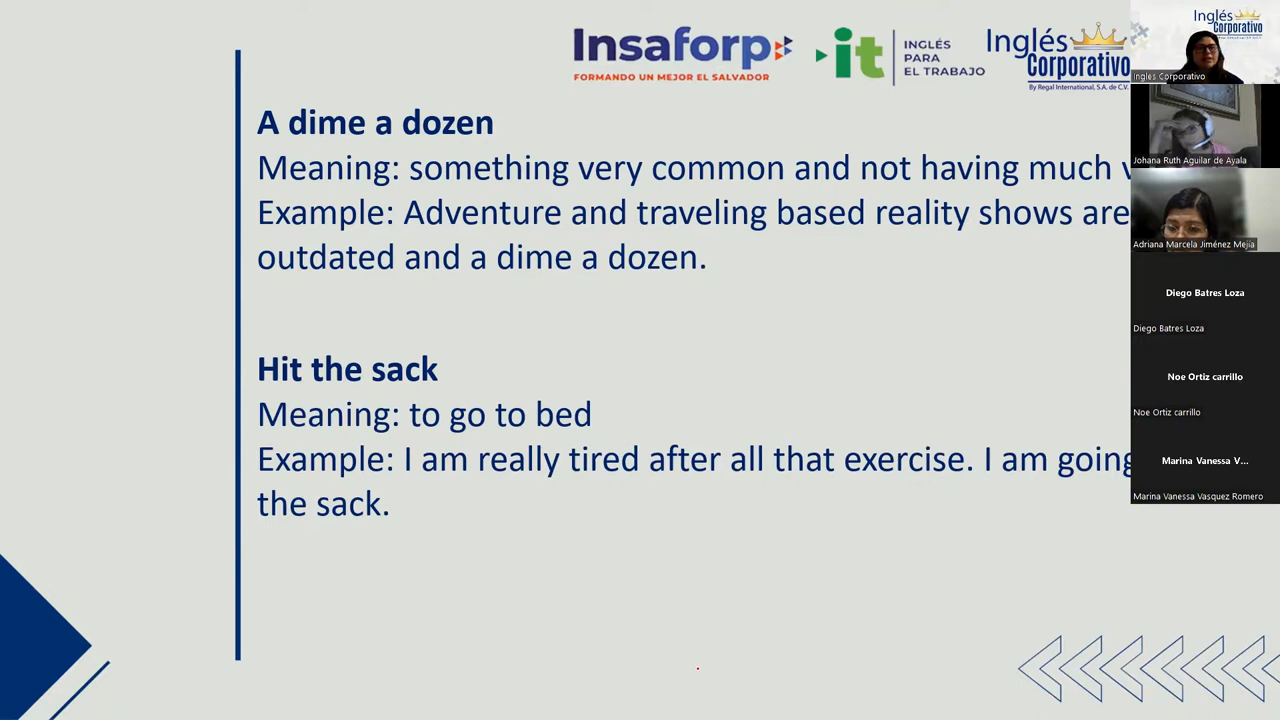 Insaforp
FORMANDO UN MEJOR EL SALVADOR
it
INGLÉS
PARA
EL TRABAJO
Inglés
Corporativo
By Regal International, S.A. de C.V.
A dime a dozen
Meaning: something very common and not having much
Example: Adventure and traveling based reality shows are
outdated and a dime a dozen.
Hit the sack
Meaning: to go to bed
Example: I am really tired after all that exercise. I am going
the sack.
Inglés
Corporativo
Ingles Corporativo
Johana Ruth Aguilar de Ayala
Adriana Marcela Jiménez Mejía
Diego Batres Loza
Diego Batres Loza
Noe Ortiz carrillo
Noe Ortiz carrillo
Marina Vanessa V...
Marina Vanessa Vasquez Romero